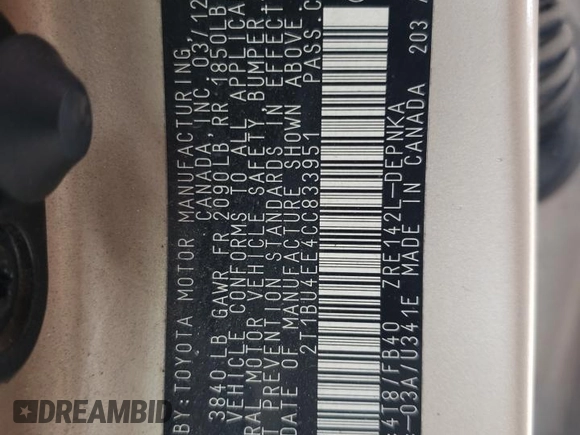 BY:TOYOTA MOTOR MANUFACTURING,
CANADA, INC. 03/12
3840LB GAWR FR 2090LB RR 1850LB
VEHICLE CONFORMS TO ALL APPLICA
RAL MOTOR VEHICLE SAFETY, BUMPER
T PREVENTION STANDARDS IN EFFECT
DATE OF MANUFACTURE SHOWN ABOVE
2T1BU4EE4CC833951 PASS.C
:4T8/FB40 ZRE142L-DEPNKA
:-03A/U341E MADE IN CANADA 203
DREAMBID